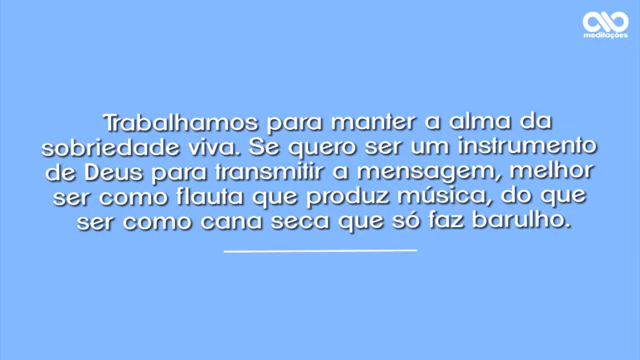 meditações
Trabalhamos para manter a alma da
sobriedade viva. Se quero ser um instrumento
de Deus para transmitir a mensagem, melhor
ser como flauta que produz música, do que
ser como cana seca que só faz barulho.